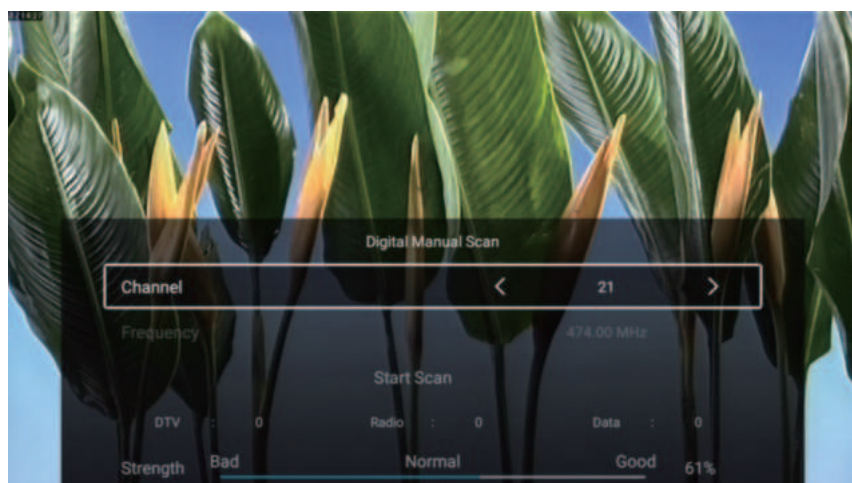 Digital Manual Scan
Channel < 21 >
Frequency 474.00 MHz
Start Scan
DTV : 0 Radio : 0 Data : 0
Bad Normal Good
Strength 61%